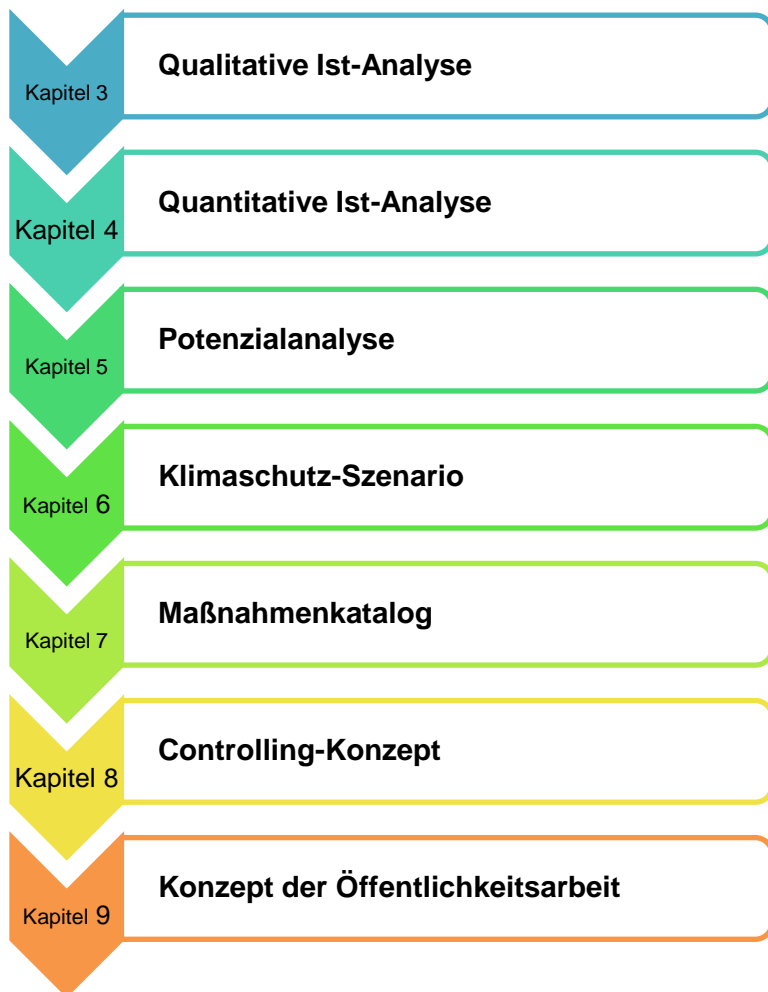 Kapitel 3
Qualitative Ist-Analyse
Kapitel 4
Quantitative Ist-Analyse
Kapitel 5
Potenzialanalyse
Kapitel 6
Klimaschutz-Szenario
Kapitel 7
Maßnahmenkatalog
Kapitel 8
Controlling-Konzept
Kapitel 9
Konzept der Öffentlichkeitsarbeit